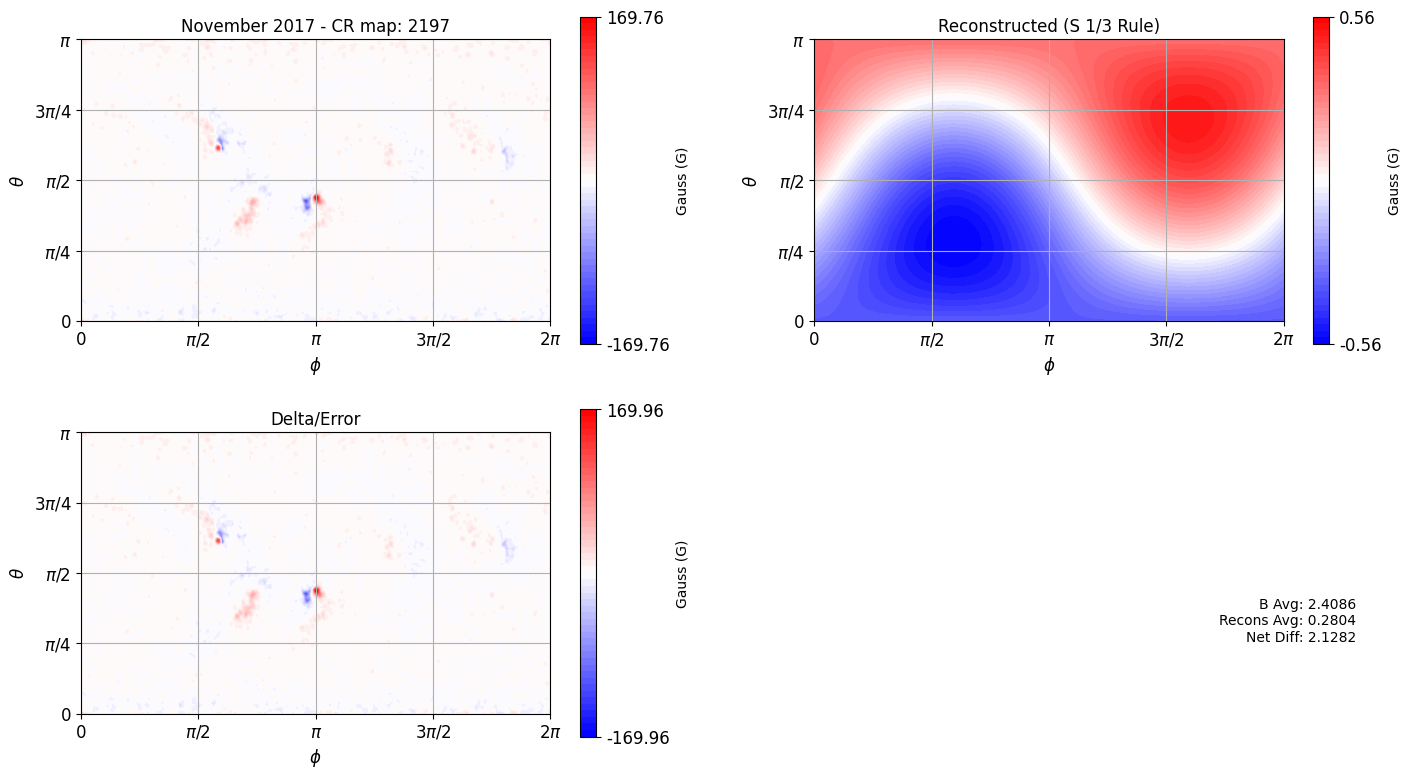 November 2017 - CR map: 2197
π
3π/4
π/2
π/4
0
θ
0
π/2
π
3π/2
2π
ϕ
169.76
-169.76
Gauss (G)
Reconstructed (S 1/3 Rule)
π
3π/4
π/2
π/4
0
θ
0
π/2
π
3π/2
2π
ϕ
0.56
-0.56
Gauss (G)
Delta/Error
π
3π/4
π/2
π/4
0
θ
0
π/2
π
3π/2
2π
ϕ
169.96
-169.96
Gauss (G)
B Avg: 2.4086
Recons Avg: 0.2804
Net Diff: 2.1282